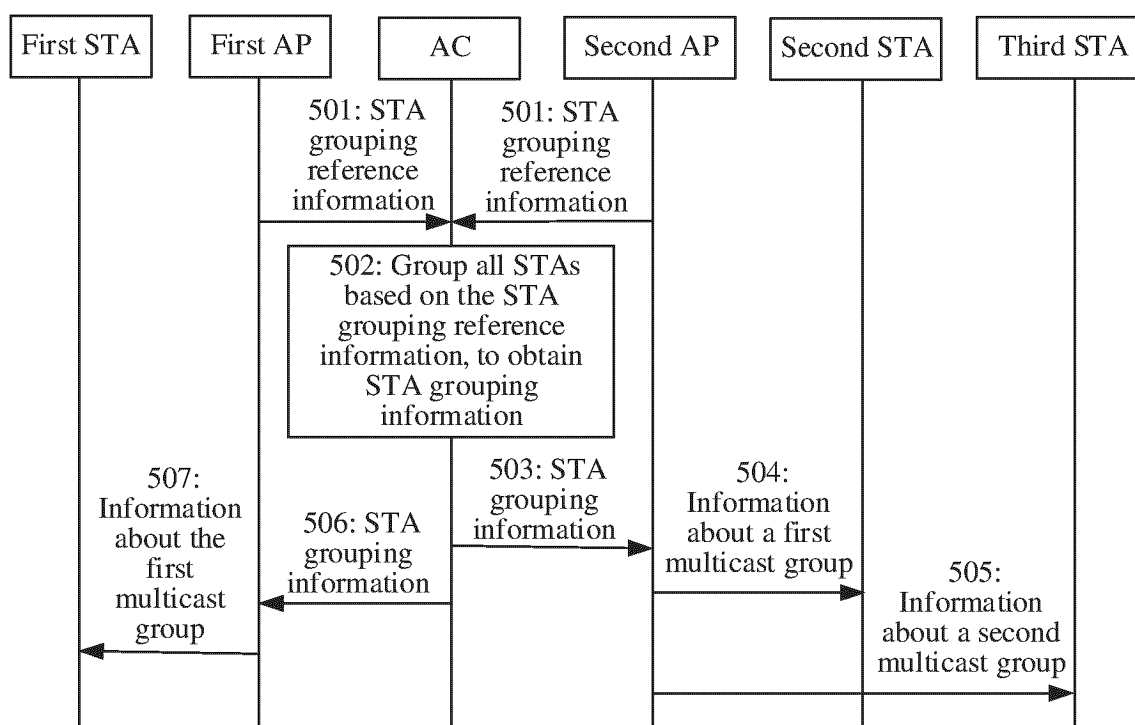 First STA
First AP
AC
Second AP
Second STA
Third STA
501: STA
grouping
reference
information
501: STA
grouping
reference
information
502: Group all STAs
based on the STA
grouping reference
information, to obtain
STA grouping
information
503: STA
grouping
information
504:
Information
about a first
multicast group
505:
Information
about a second
multicast group
506: STA
grouping
information
507:
Information
about the
first
multicast
group